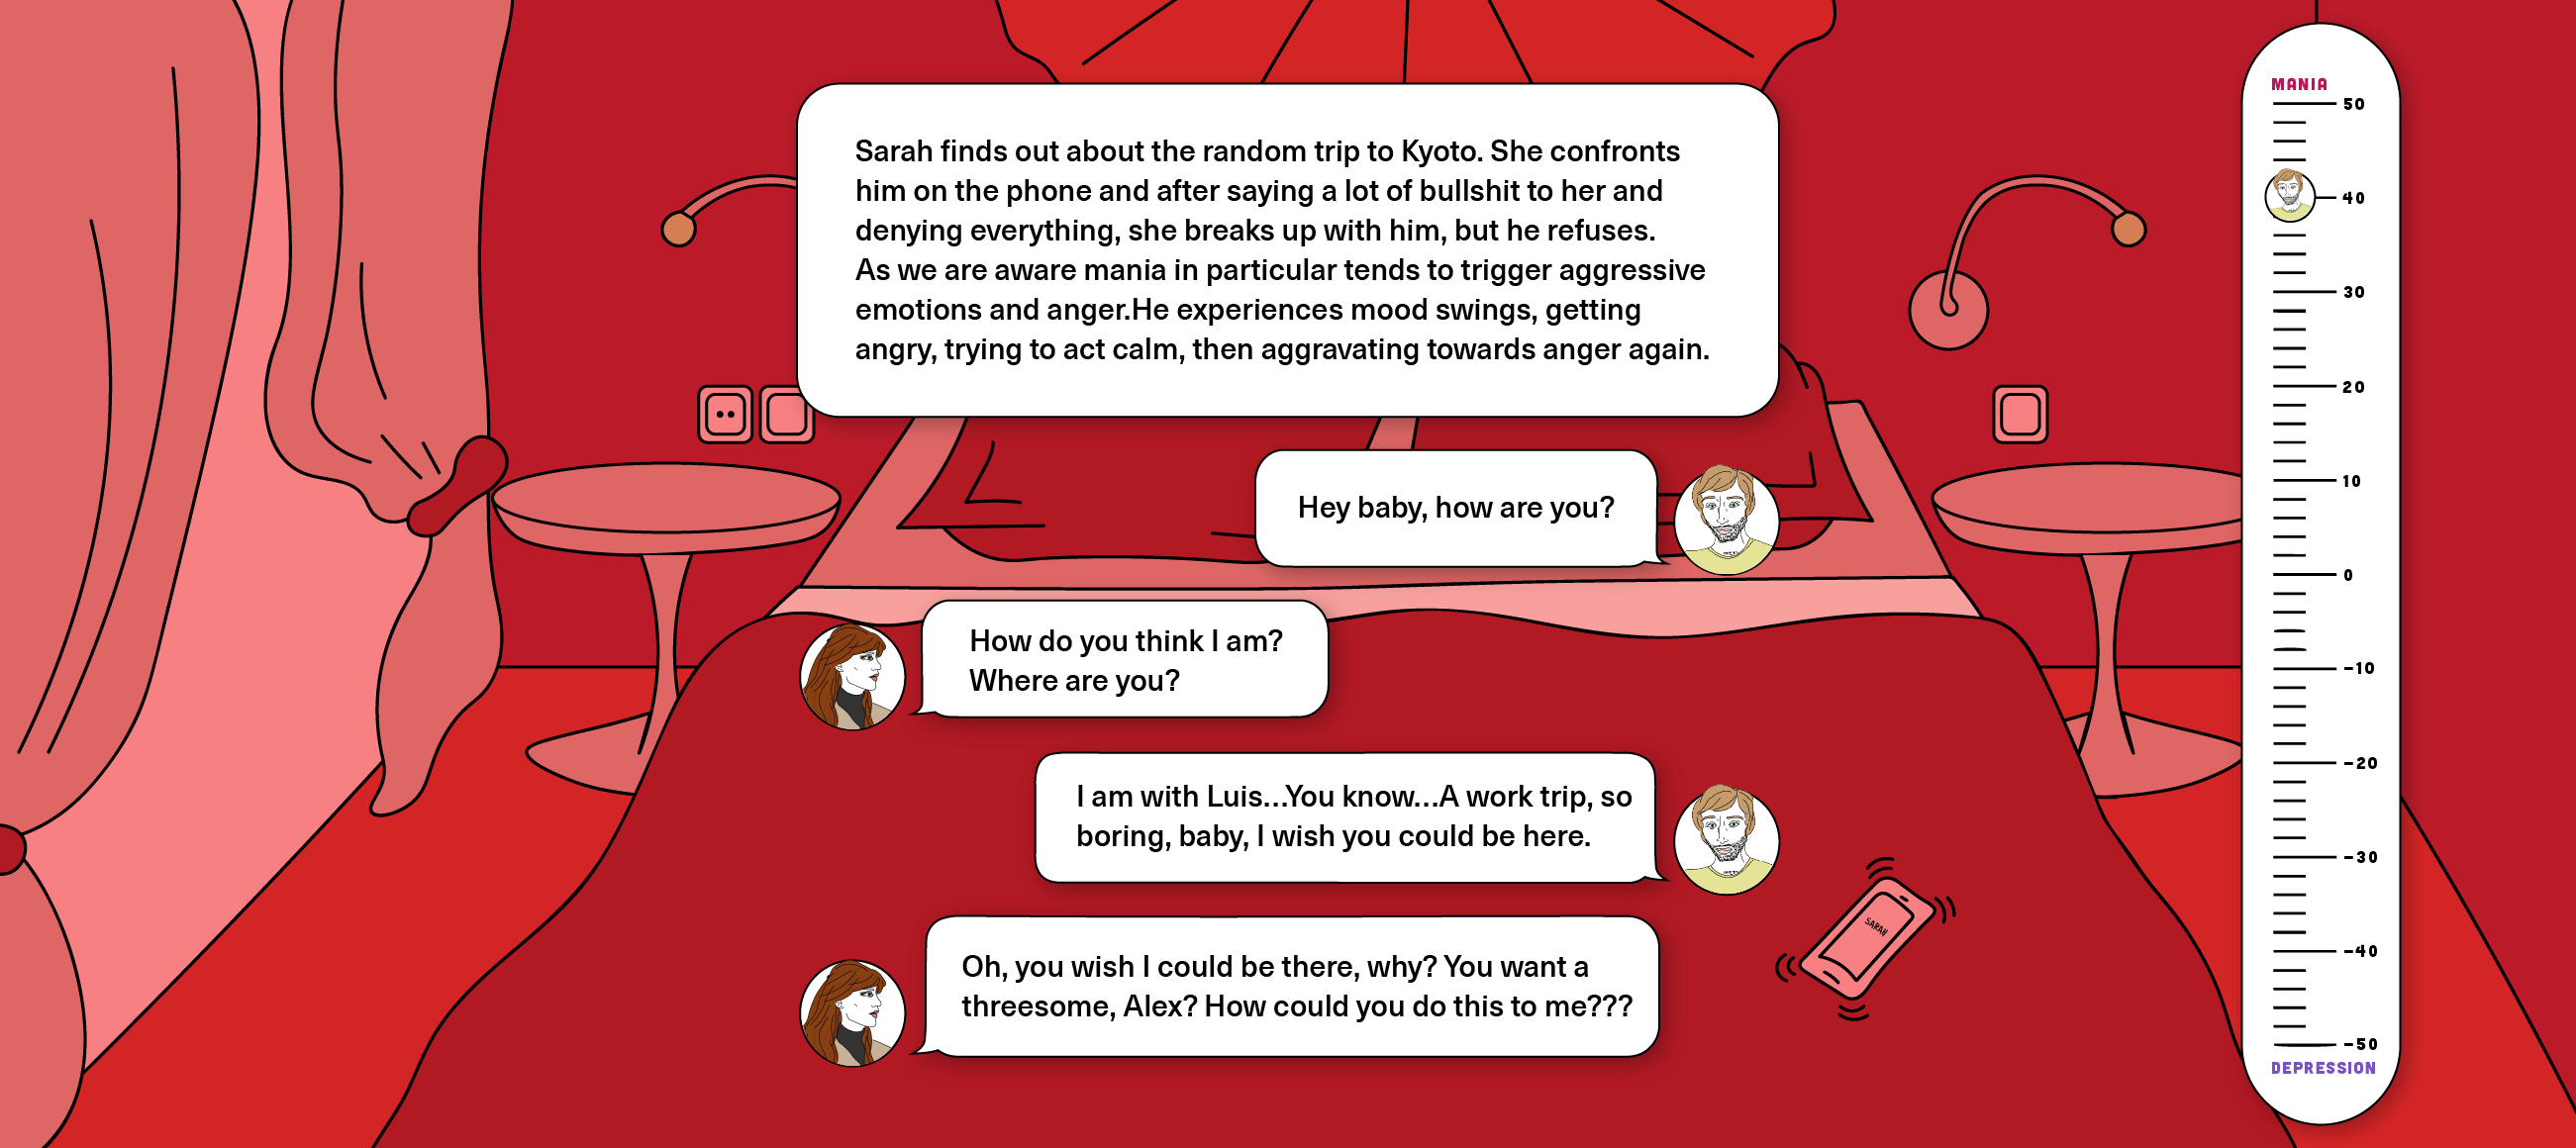 Sarah finds out about the random trip to Kyoto. She confronts
him on the phone and after saying a lot of bullshit to her and
denying everything, she breaks up with him, but he refuses.
As we are aware mania in particular tends to trigger aggressive
emotions and anger.He experiences mood swings, getting
angry, trying to act calm, then aggravating towards anger again.
Hey baby, how are you?
How do you think I am?
Where are you?
I am with Luis...You know...A work trip, so
boring, baby, I wish you could be here.
Oh, you wish I could be there, why? You want a
threesome, Alex? How could you do this to me???
SARAH
MANIA
50
40
30
20
10
0
-10
-20
-30
-40
-50
DEPRESSION